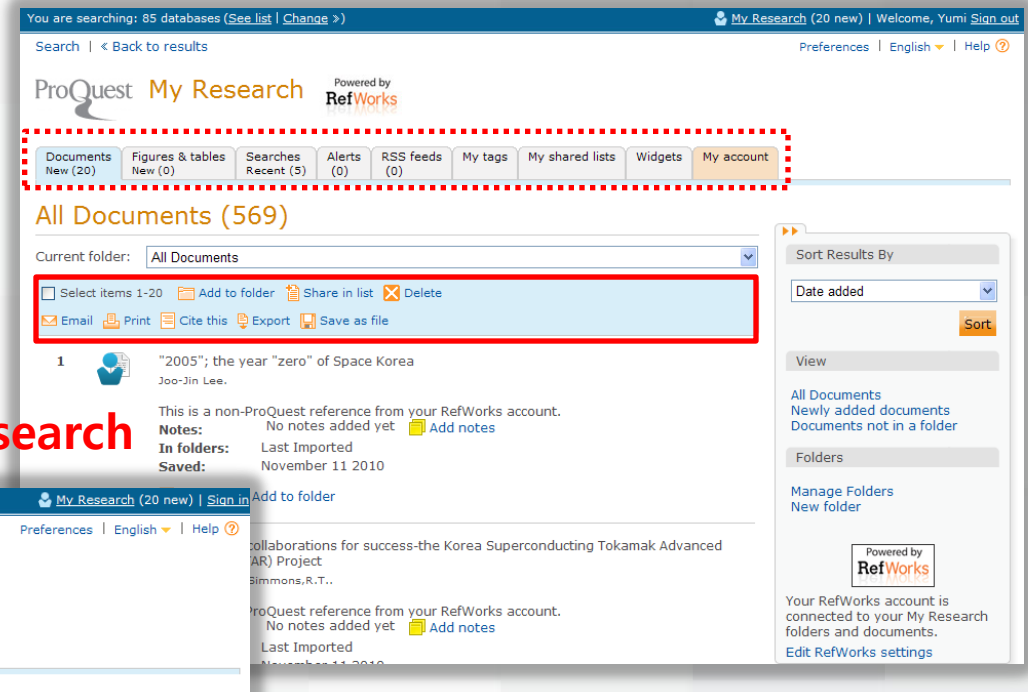 You are searching: 85 databases (See list | Change »)
My Research (20 new) | Welcome, Yumi Sign out
Search | « Back to results
Preferences | English | Help
ProQuest My Research Powered by RefWorks
Documents New (20) Figures & tables New (0) Searches Recent (5) Alerts (0) RSS feeds (0) My tags My shared lists Widgets My account
All Documents (569)
Current folder: All Documents
Select items 1-20 Add to folder Share in list Delete
Email Print Cite this Export Save as file
1 "2005"; the year "zero" of Space Korea
Joo-Jin Lee.
This is a non-ProQuest reference from your RefWorks account.
Notes: No notes added yet Add notes
In folders: Last Imported
Saved: November 11 2010
Add to folder
ollaborations for success-the Korea Superconducting Tokamak Advanced
AR) Project
Simmons,R.T..
ProQuest reference from your RefWorks account.
No notes added yet Add notes
Last Imported
November 11 2010
Sort Results By
Date added
Sort
View
All Documents
Newly added documents
Documents not in a folder
Folders
Manage Folders
New folder
Powered by
RefWorks
Your RefWorks account is
connected to your My Research
folders and documents.
Edit RefWorks settings
search
My Research (20 new) | Sign in
Preferences | English | Help